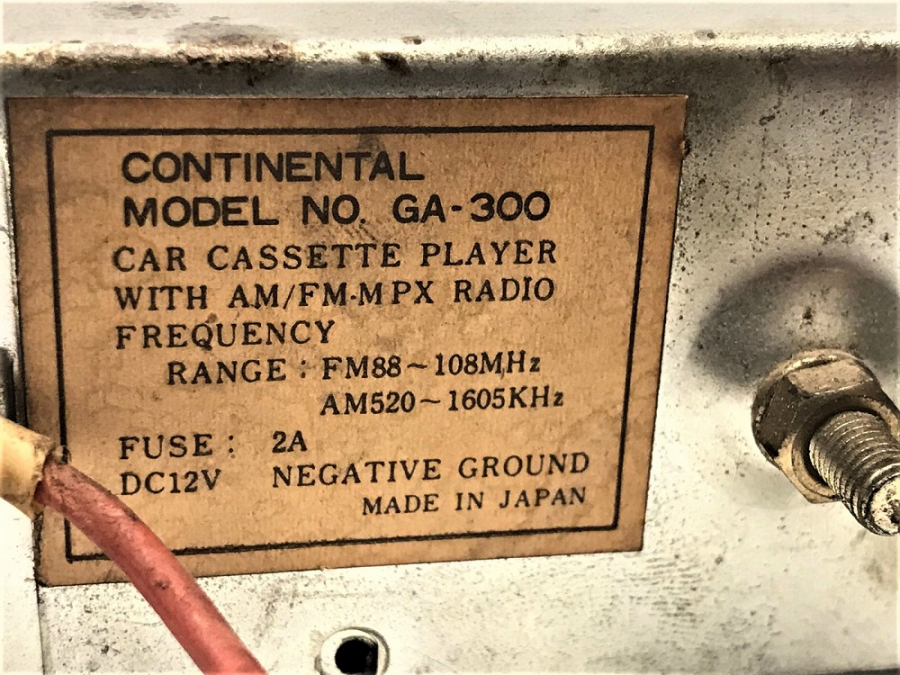 CONTINENTAL
MODEL NO. GA-300
CAR CASSETTE PLAYER
WITH AM/FM-MPX RADIO
FREQUENCY
RANGE : FM88~108MHz
AM520~1605KHz
FUSE : 2A
DC12V NEGATIVE GROUND
MADE IN JAPAN